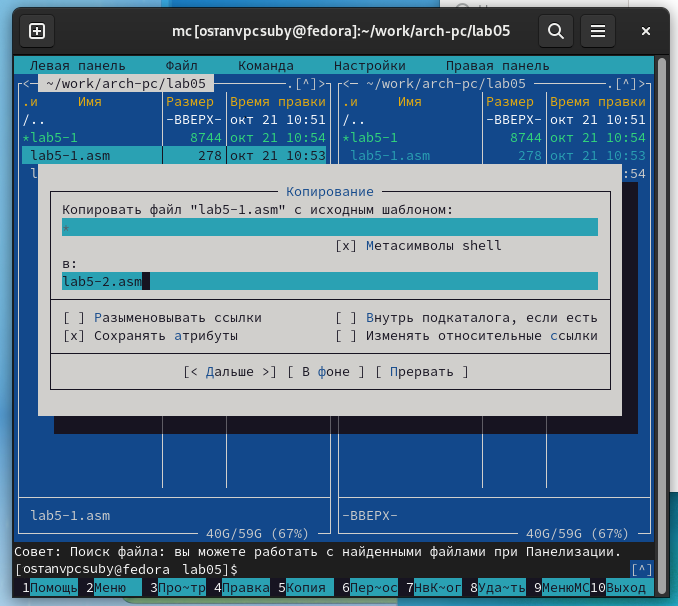 mc [ostanvpcsuby@fedora]:~/work/arch-pc/lab05
Левая панель Файл Команда Настройки Правая панель
<— ~/work/arch-pc/lab05 .[^]> <— ~/work/arch-pc/lab05 .[^]>
.и Имя Размер Время правки .и Имя Размер Время правки
/.. -ВВЕРХ- окт 21 10:51 /.. -ВВЕРХ- окт 21 10:51
*lab5-1 8744 окт 21 10:54 *lab5-1 8744 окт 21 10:54
lab5-1.asm 278 окт 21 10:53 lab5-1.asm 278 окт 21 10:53
:54
Копирование
Копировать файл "lab5-1.asm" с исходным шаблоном:
*
[x] Метасимволы shell
в:
lab5-2.asm
[ ] Разыменовывать ссылки [ ] Внутрь подкаталога, если есть
[x] Сохранять атрибуты [ ] Изменять относительные ссылки
[< Дальше >] [ В фоне ] [ Прервать ]
lab5-1.asm -ВВЕРХ-
40G/59G (67%) 40G/59G (67%)
Совет: Поиск файла: вы можете работать с найденными файлами при Панелизации.
[ostanvpcsuby@fedora lab05]$ [^]
1Помощь 2Меню 3Про~тр 4Правка 5Копия 6Пер~ос 7НвК~ог 8Уда~ть 9МенюMC 10Выход